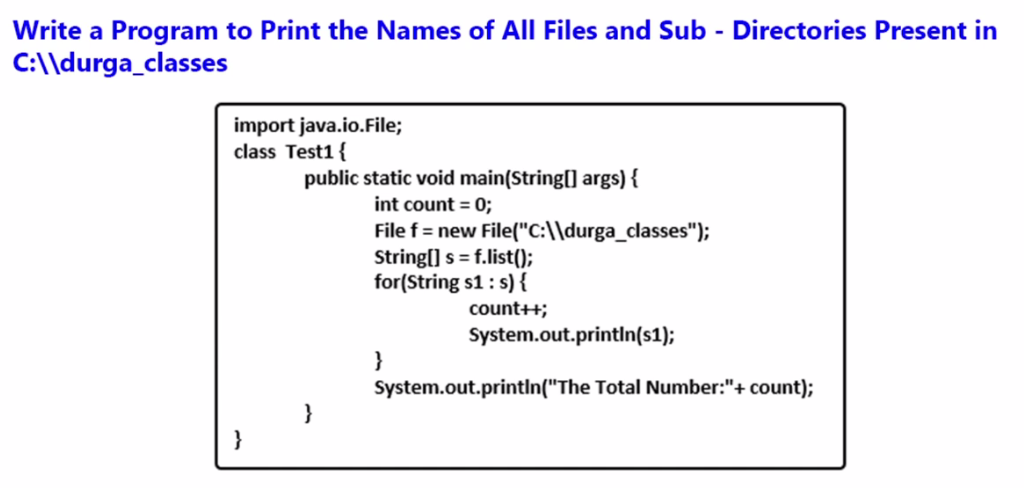 Write a Program to Print the Names of All Files and Sub - Directories Present in
C:\\durga_classes
import java.io.File;
class Test1 {
public static void main(String[] args) {
int count = 0;
File f = new File("C:\\durga_classes");
String[] s = f.list();
for(String s1 : s) {
count++;
System.out.println(s1);
}
System.out.println("The Total Number:"+ count);
}
}